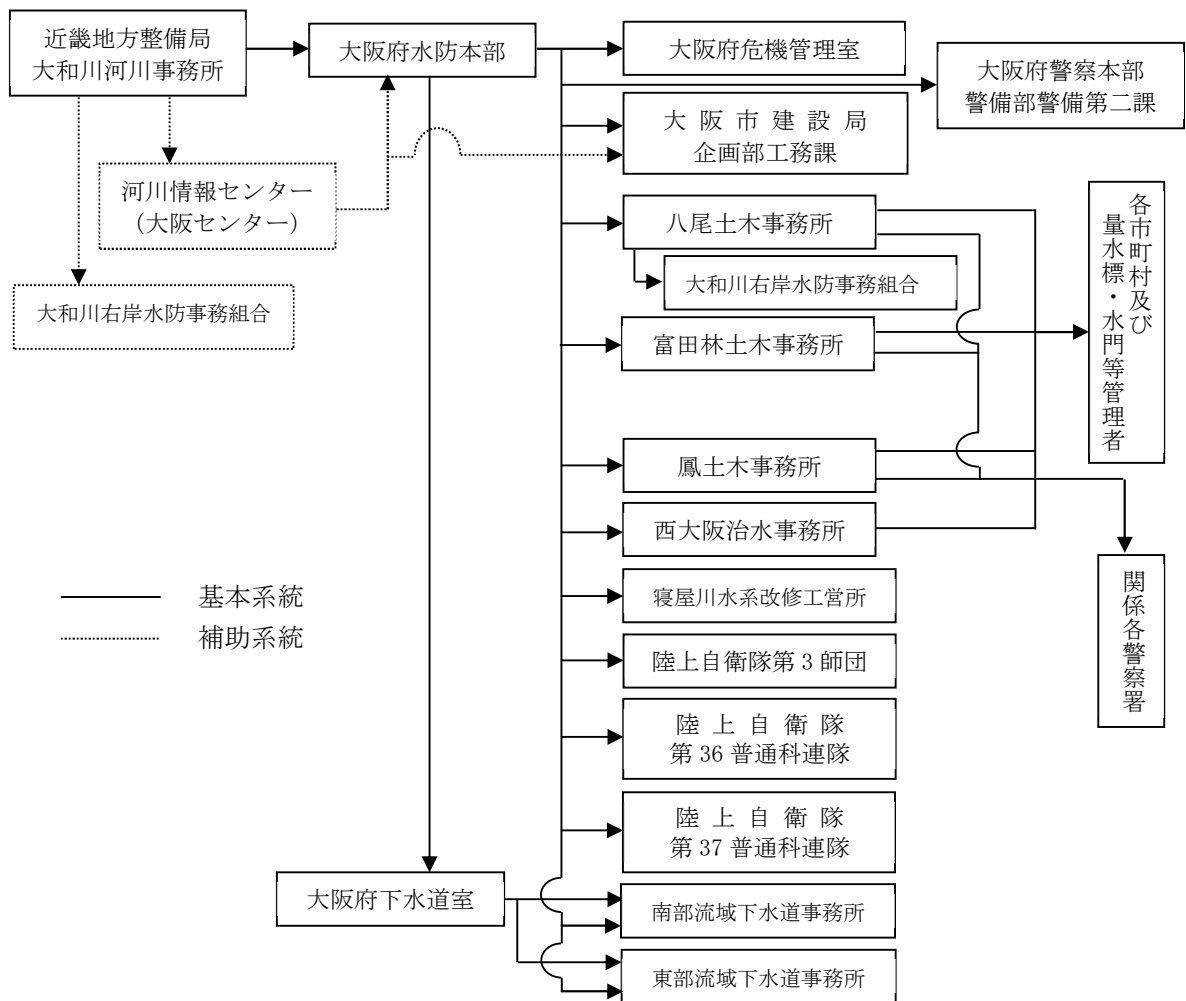 近畿地方整備局
大和川河川事務所
大阪府水防本部
大阪府危機管理室
大阪府警察本部
警備部警備第二課
大阪市建設局
企画部工務課
河川情報センター
（大阪センター）
八尾土木事務所
各市町村及び
量水標・水門等管理者
大和川右岸水防事務組合
大和川右岸水防事務組合
富田林土木事務所
鳳土木事務所
西大阪治水事務所
関係各警察署
基本系統
補助系統
寝屋川水系改修工営所
陸上自衛隊第3師団
陸上自衛隊
第36普通科連隊
陸上自衛隊
第37普通科連隊
大阪府下水道室
南部流域下水道事務所
東部流域下水道事務所